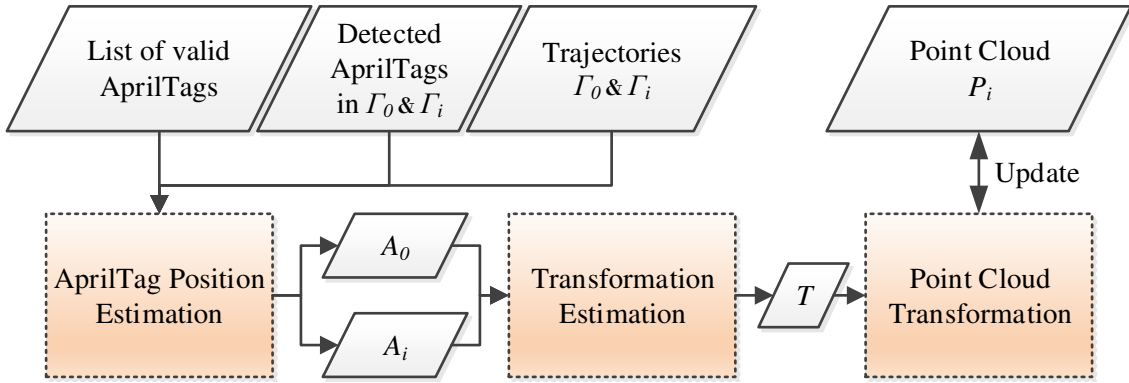 List of valid
AprilTags
Detected
AprilTags
in Γ0 & Γi
Trajectories
Γ0 & Γi
Point Cloud
Pi
Update
AprilTag Position
Estimation
A0
Ai
Transformation
Estimation
T
Point Cloud
Transformation